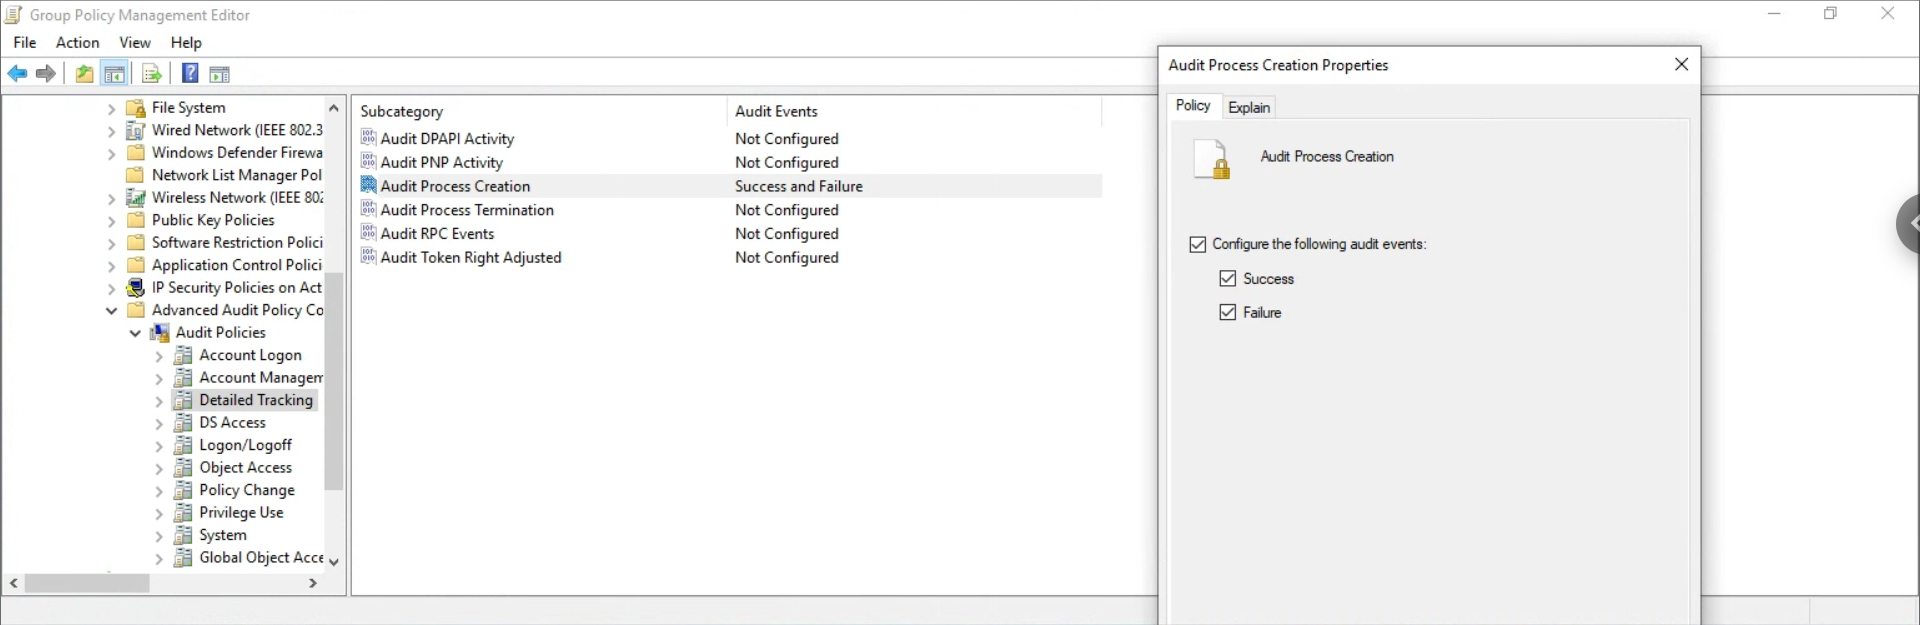 Group Policy Management Editor
File Action View Help
File System
Wired Network (IEEE 802.3
Windows Defender Firewa
Network List Manager Pol
Wireless Network (IEEE 802
Public Key Policies
Software Restriction Polici
Application Control Polici
IP Security Policies on Act
Advanced Audit Policy Co
Audit Policies
Account Logon
Account Managem
Detailed Tracking
DS Access
Logon/Logoff
Object Access
Policy Change
Privilege Use
System
Global Object Acce
Subcategory Audit Events
Audit DPAPI Activity Not Configured
Audit PNP Activity Not Configured
Audit Process Creation Success and Failure
Audit Process Termination Not Configured
Audit RPC Events Not Configured
Audit Token Right Adjusted Not Configured
Audit Process Creation Properties
Policy Explain
Audit Process Creation
Configure the following audit events:
Success
Failure